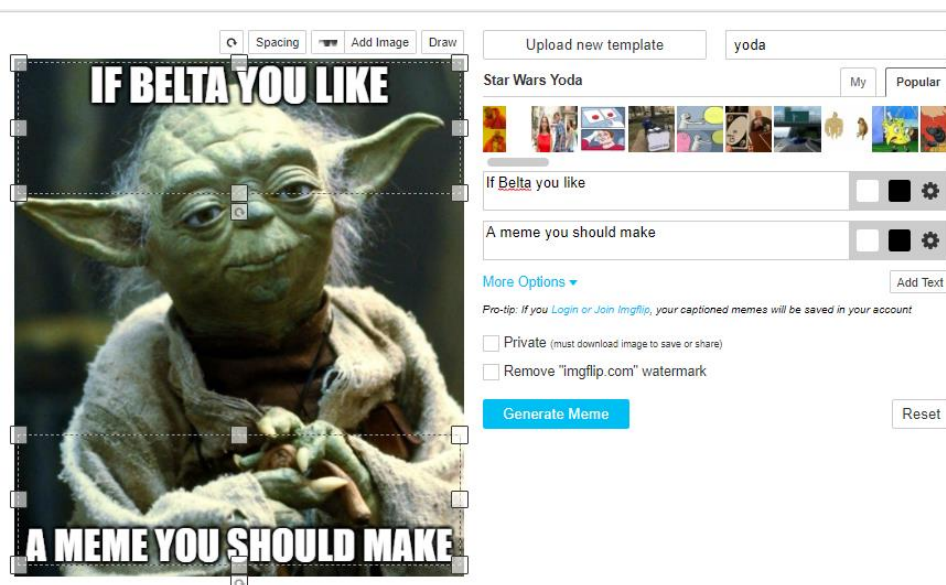 Spacing
Add Image
Draw
Upload new template
yoda
Star Wars Yoda
My
Popular
IF BELTA YOU LIKE
If Belta you like
A meme you should make
More Options
Add Text
Pro-tip: If you Login or Join Imgflip, your captioned memes will be saved in your account
Private (must download image to save or share)
Remove "imgflip.com" watermark
Generate Meme
Reset
A MEME YOU SHOULD MAKE